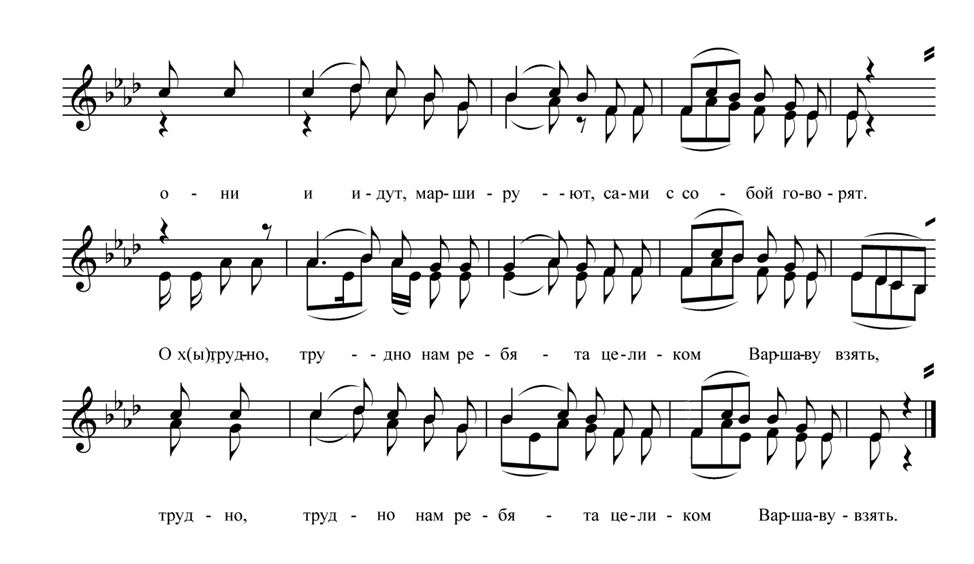 о - ни и и - дут, мар- ши - ру - - ют, са- ми с со - бой го- во - рят.
О х(ы),труд-но, тру - - дно нам ре - бя - та це - ли - ком Вар-ша-ву взять,
труд - но, труд - но нам ре - бя - та це - ли - ком Вар-ша-ву - взять.